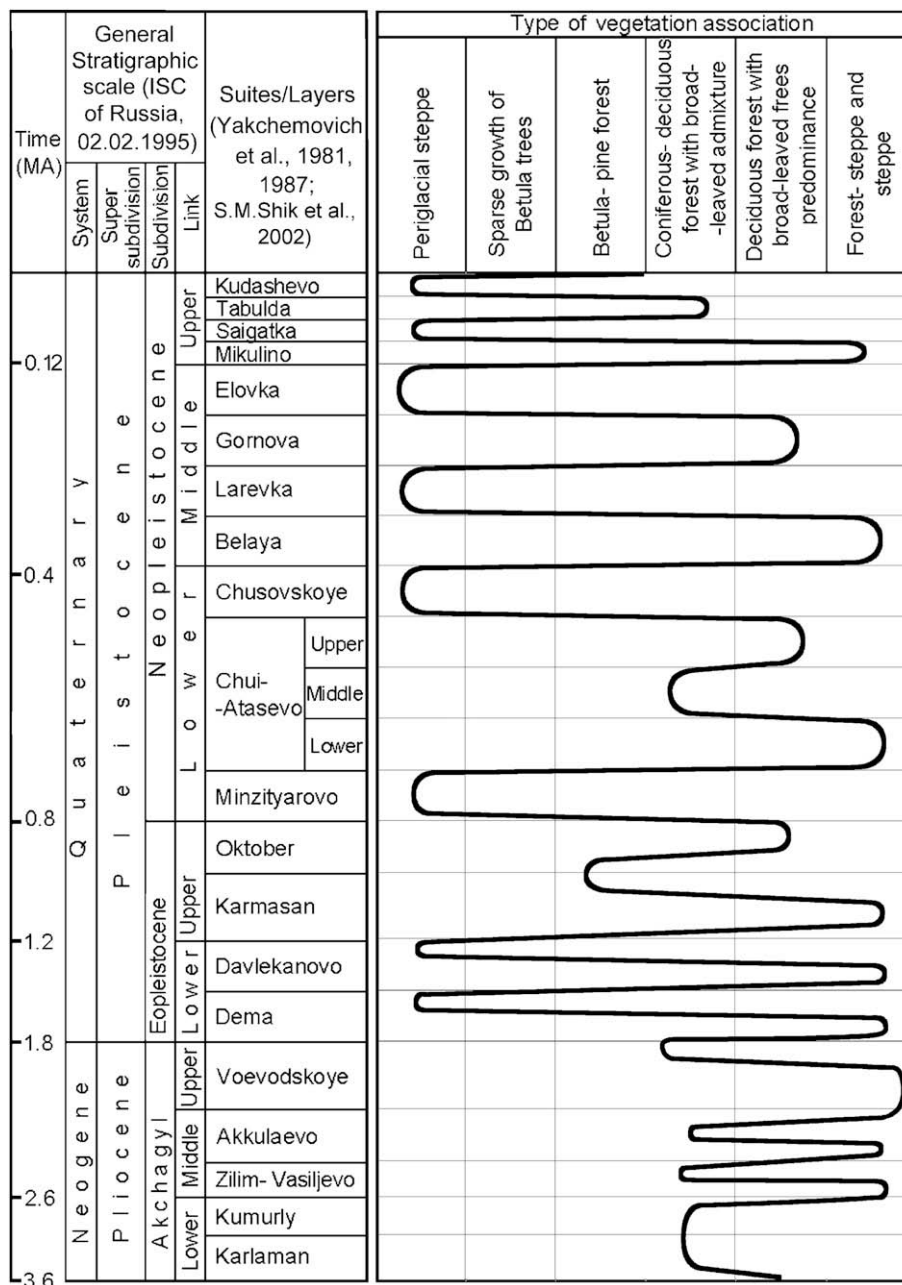 Time
(MA)
General
Stratigraphic
scale (ISC
of Russia,
02.02.1995)
System
Super
subdivision
Subdivision
Link
Suites/Layers
(Yakchemovich
et al., 1981,
1987;
S.M.Shik et al.,
2002)
Type of vegetation association
Periglacial steppe
Sparse growth of
Betula trees
Betula- pine forest
Coniferous- deciduous
forest with broad-
-leaved admixture
Deciduous forest with
broad-leaved frees
predominance
Forest- steppe and
steppe
0.12
0.4
0.8
1.2
1.8
2.6
3.6
Quaternary
Neogene
Pleistocene
Pliocene
Neopleistocene
Eopleistocene
Akchagyl
Upper
Middle
Lower
Upper
Lower
Upper
Middle
Lower
Kudashevo
Tabulda
Saigatka
Mikulino
Elovka
Gornova
Larevka
Belaya
Chusovskoye
Chui-
-Atasevo
Upper
Middle
Lower
Minzityarovo
Oktober
Karmasan
Davlekanovo
Dema
Voevodskoye
Akkulaevo
Zilim- Vasiljevo
Kumurly
Karlaman